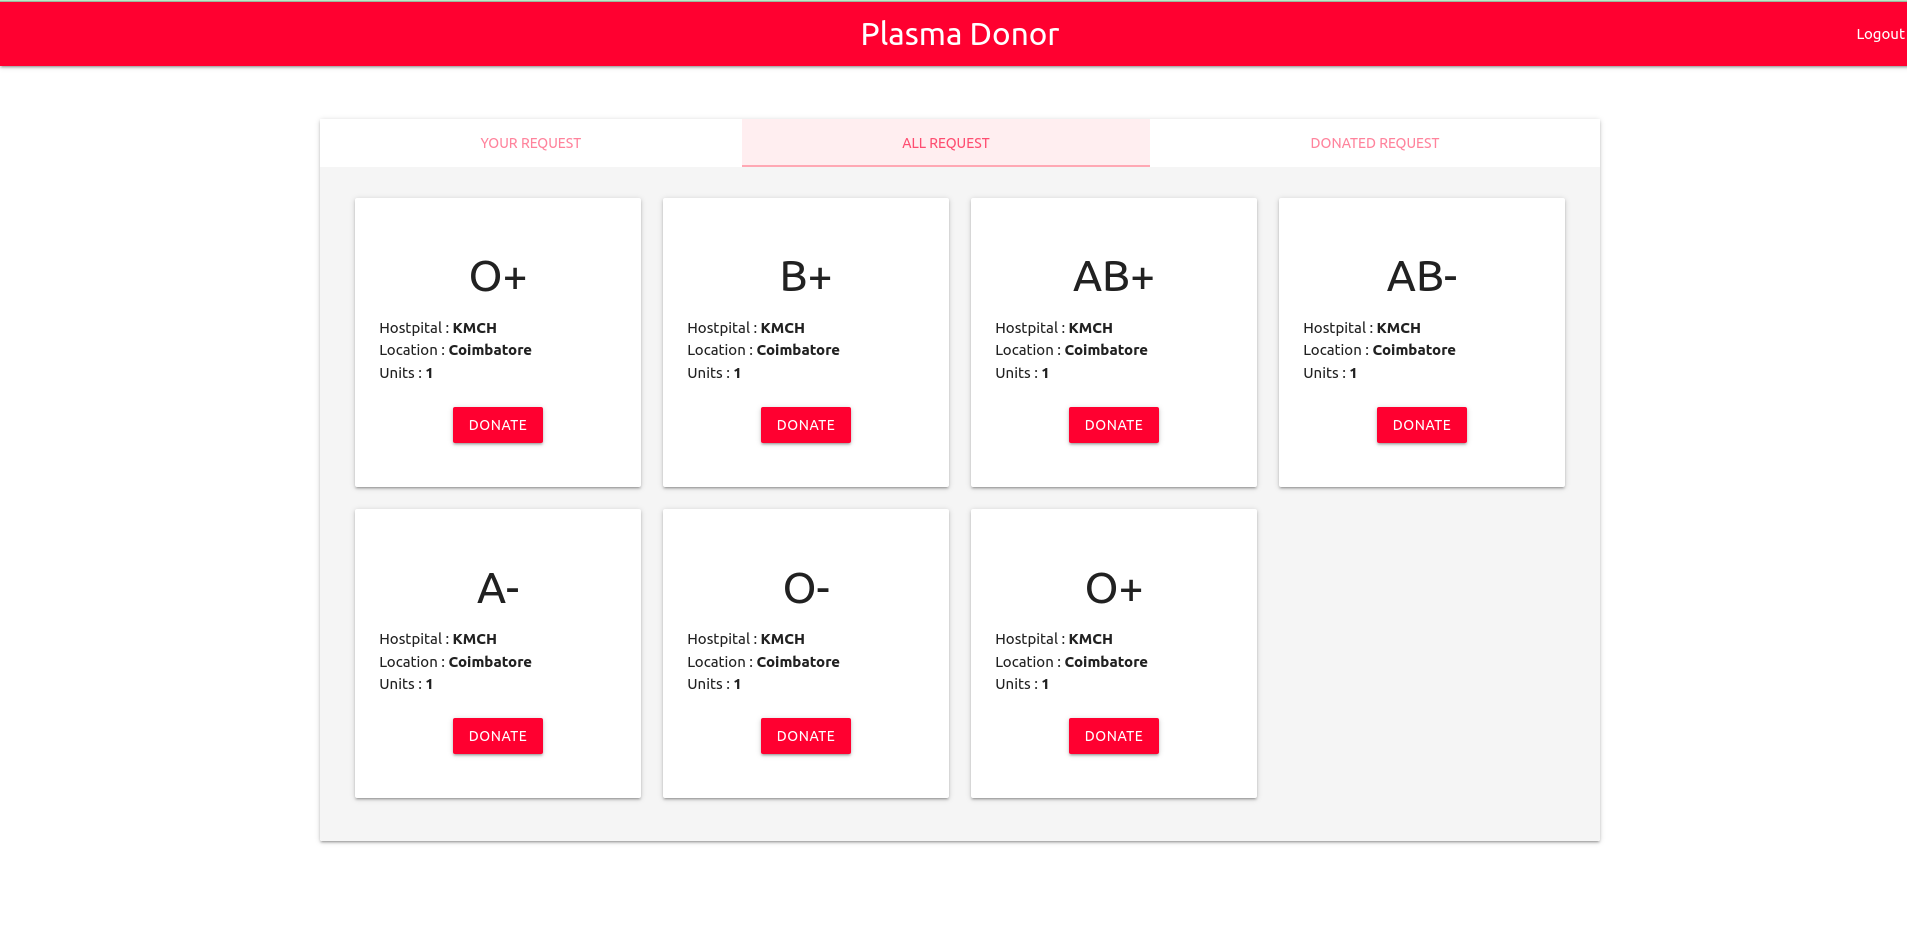 Plasma Donor
Logout
YOUR REQUEST
ALL REQUEST
DONATED REQUEST
O+
Hostpital : KMCH
Location : Coimbatore
Units : 1
DONATE
B+
Hostpital : KMCH
Location : Coimbatore
Units : 1
DONATE
AB+
Hostpital : KMCH
Location : Coimbatore
Units : 1
DONATE
AB-
Hostpital : KMCH
Location : Coimbatore
Units : 1
DONATE
A-
Hostpital : KMCH
Location : Coimbatore
Units : 1
DONATE
O-
Hostpital : KMCH
Location : Coimbatore
Units : 1
DONATE
O+
Hostpital : KMCH
Location : Coimbatore
Units : 1
DONATE